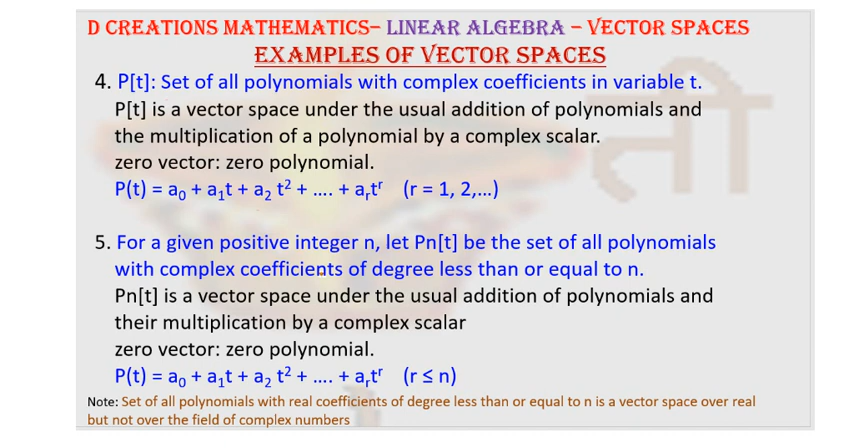 D CREATIONS MATHEMATICS– LINEAR ALGEBRA – VECTOR SPACES
EXAMPLES OF VECTOR SPACES
4. P[t]: Set of all polynomials with complex coefficients in variable t.
P[t] is a vector space under the usual addition of polynomials and
the multiplication of a polynomial by a complex scalar.
zero vector: zero polynomial.
P(t) = a₀ + a₁t + a₂ t² + .... + aᵣtʳ (r = 1, 2,...)
5. For a given positive integer n, let Pn[t] be the set of all polynomials
with complex coefficients of degree less than or equal to n.
Pn[t] is a vector space under the usual addition of polynomials and
their multiplication by a complex scalar
zero vector: zero polynomial.
P(t) = a₀ + a₁t + a₂ t² + .... + aᵣtʳ (r ≤ n)
Note: Set of all polynomials with real coefficients of degree less than or equal to n is a vector space over real
but not over the field of complex numbers